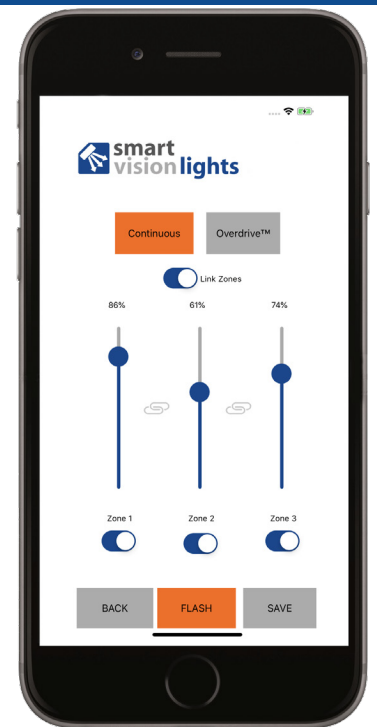 smart
vision lights
Continuous Overdrive™
Link Zones
86% 61% 74%
Zone 1 Zone 2 Zone 3
BACK FLASH SAVE